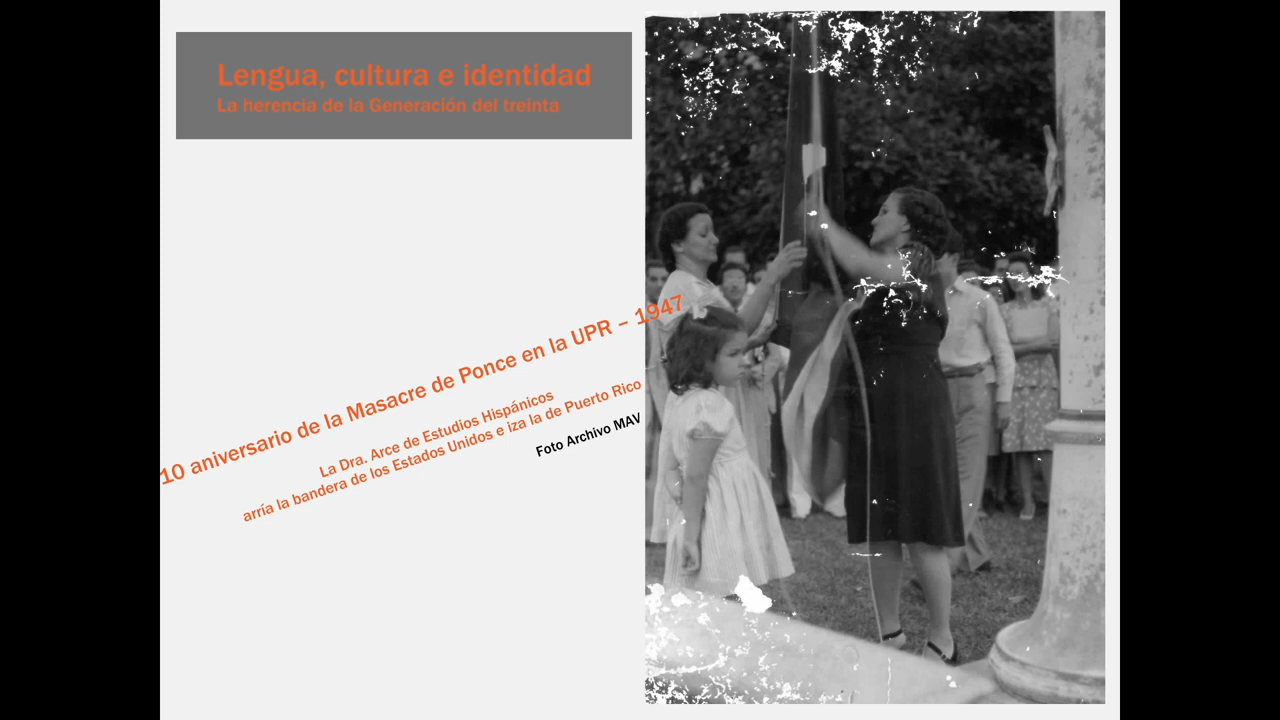 Lengua, cultura e identidad
La herencia de la Generación del treinta
10 aniversario de la Masacre de Ponce en la UPR – 1947
La Dra. Arce de Estudios Hispánicos
arría la bandera de los Estados Unidos e iza la de Puerto Rico
Foto Archivo MAV